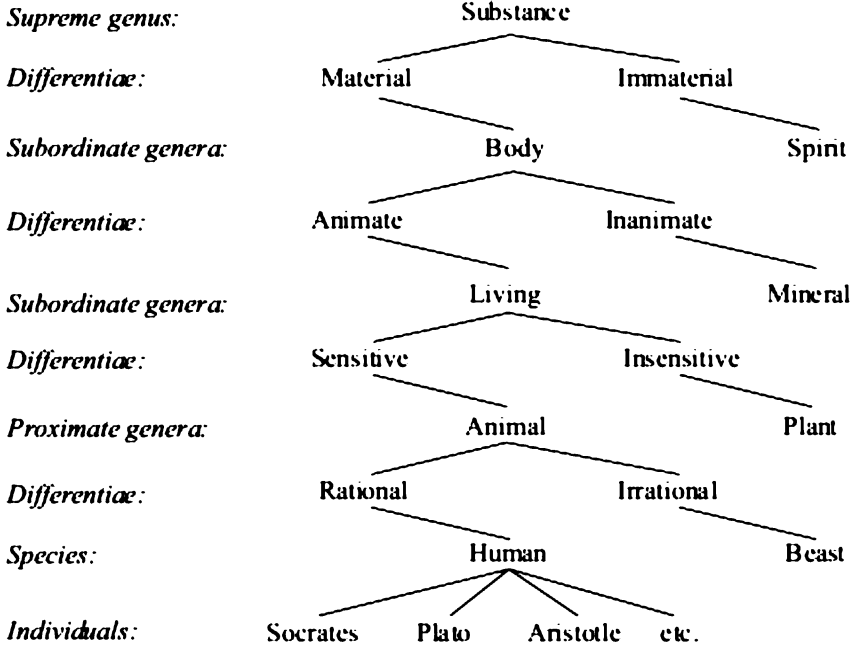 Supreme genus: Substance
Differentiae: Material Immaterial
Subordinate genera: Body Spirit
Differentiae: Animate Inanimate
Subordinate genera: Living Mineral
Differentiae: Sensitive Insensitive
Proximate genera: Animal Plant
Differentiae: Rational Irrational
Species: Human Beast
Individuals: Socrates Plato Aristotle etc.